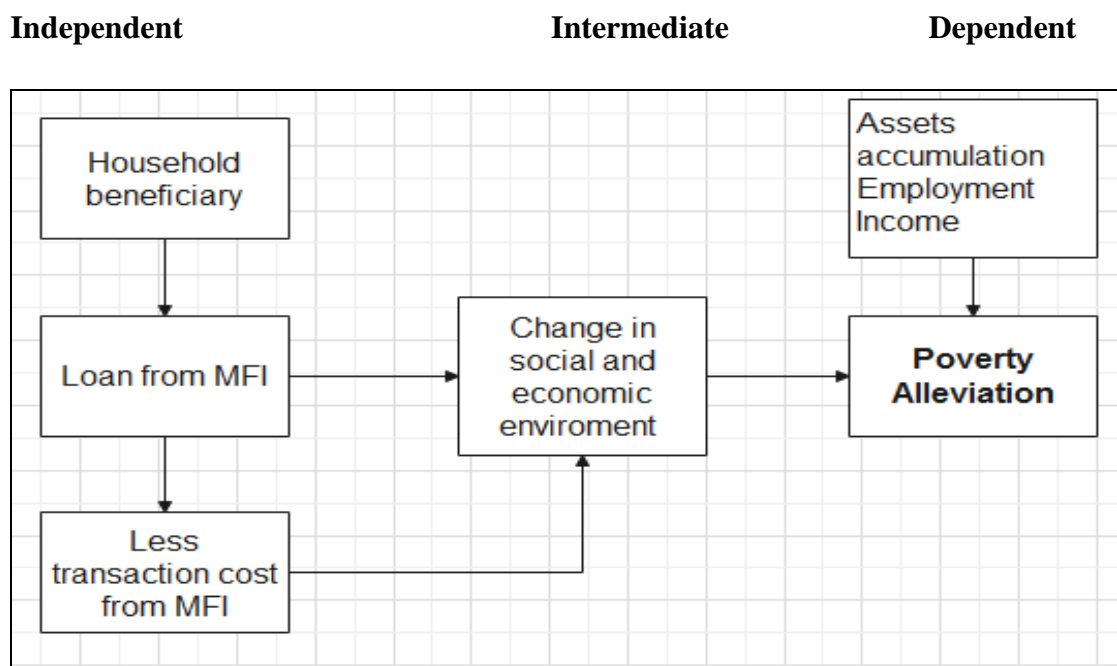 Independent Intermediate Dependent
Household
beneficiary
Loan from MFI
Less
transaction cost
from MFI
Change in
social and
economic
enviroment
Assets
accumulation
Employment
Income
Poverty
Alleviation